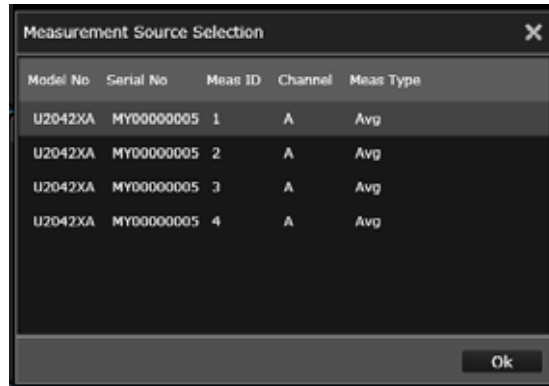 Measurement Source Selection
Model No Serial No Meas ID Channel Meas Type
U2042XA MY00000005 1 A Avg
U2042XA MY00000005 2 A Avg
U2042XA MY00000005 3 A Avg
U2042XA MY00000005 4 A Avg
Ok